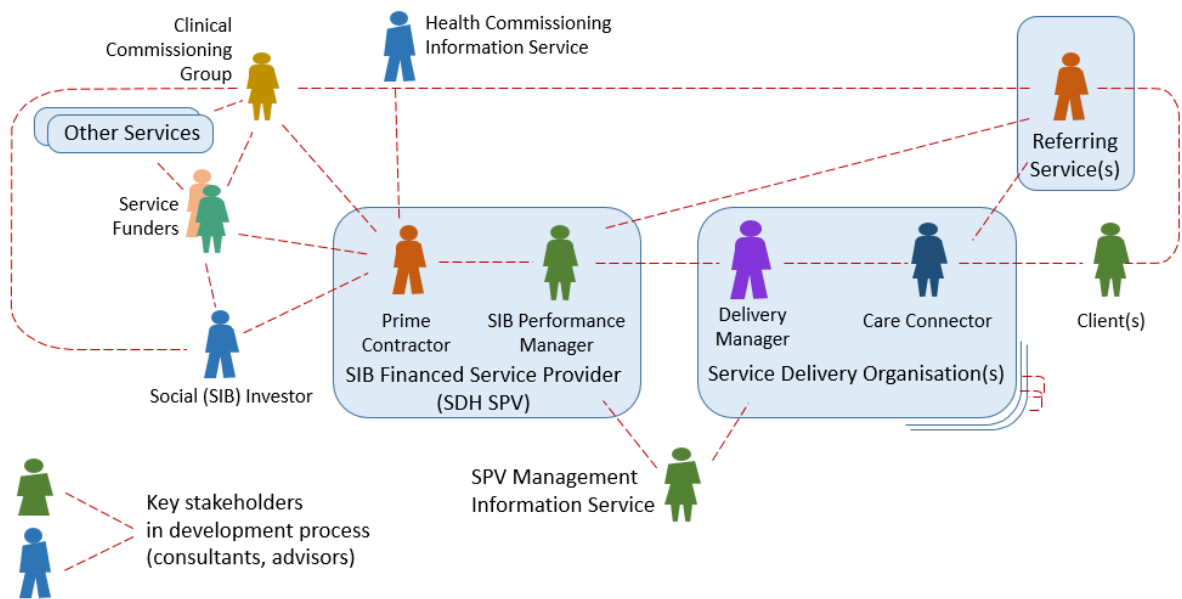 Clinical
Commissioning
Group
Health Commissioning
Information Service
Other Services
Referring
Service(s)
Service
Funders
Prime
Contractor
SIB Performance
Manager
SIB Financed Service Provider
(SDH SPV)
Delivery
Manager
Care Connector
Service Delivery Organisation(s)
Client(s)
Social (SIB) Investor
SPV Management
Information Service
Key stakeholders
in development process
(consultants, advisors)